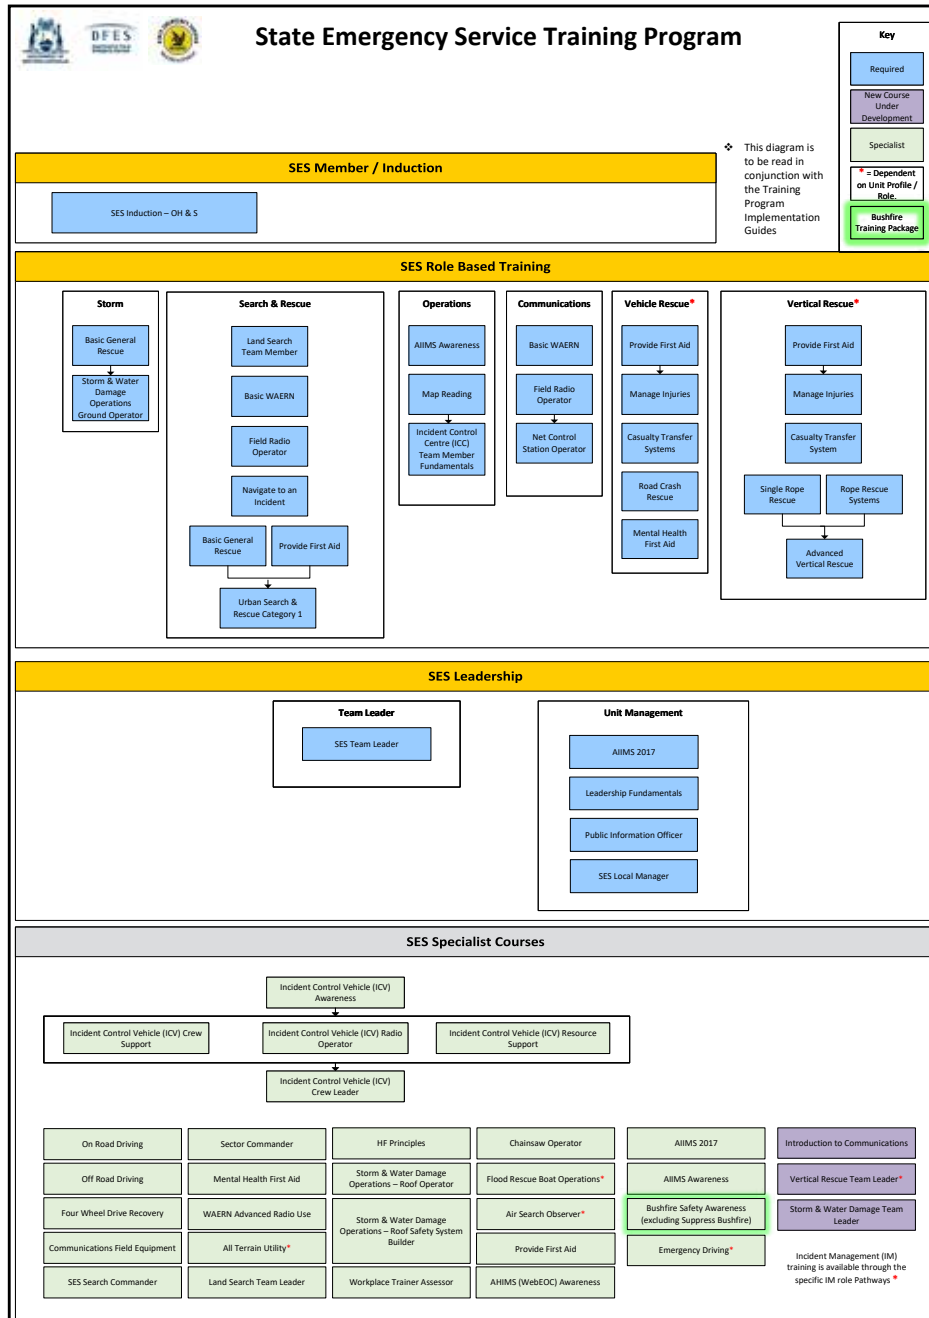 DFES
State Emergency Service Training Program
Key
Required
New Course
Under
Development
Specialist
* = Dependent
on Unit Profile /
Role.
Bushfire
Training Package
❖ This diagram is
to be read in
conjunction with
the Training
Program
Implementation
Guides
SES Member / Induction
SES Induction – OH & S
SES Role Based Training
Storm
Basic General
Rescue
Storm & Water
Damage
Operations
Ground Operator
Search & Rescue
Land Search
Team Member
Basic WAERN
Field Radio
Operator
Navigate to an
Incident
Basic General
Rescue
Provide First Aid
Urban Search &
Rescue Category 1
Operations
AIIMS Awareness
Map Reading
Incident Control
Centre (ICC)
Team Member
Fundamentals
Communications
Basic WAERN
Field Radio
Operator
Net Control
Station Operator
Vehicle Rescue*
Provide First Aid
Manage Injuries
Casualty Transfer
Systems
Road Crash
Rescue
Mental Health
First Aid
Vertical Rescue*
Provide First Aid
Manage Injuries
Casualty Transfer
System
Single Rope
Rescue
Rope Rescue
Systems
Advanced
Vertical Rescue
SES Leadership
Team Leader
SES Team Leader
Unit Management
AIIMS 2017
Leadership Fundamentals
Public Information Officer
SES Local Manager
SES Specialist Courses
Incident Control Vehicle (ICV)
Awareness
Incident Control Vehicle (ICV) Crew
Support
Incident Control Vehicle (ICV) Radio
Operator
Incident Control Vehicle (ICV) Resource
Support
Incident Control Vehicle (ICV)
Crew Leader
On Road Driving
Off Road Driving
Four Wheel Drive Recovery
Communications Field Equipment
SES Search Commander
Sector Commander
Mental Health First Aid
WAERN Advanced Radio Use
All Terrain Utility*
Land Search Team Leader
HF Principles
Storm & Water Damage
Operations – Roof Operator
Storm & Water Damage
Operations – Roof Safety System
Builder
Workplace Trainer Assessor
Chainsaw Operator
Flood Rescue Boat Operations*
Air Search Observer*
Provide First Aid
AHIMS (WebEOC) Awareness
AIIMS 2017
AIIMS Awareness
Bushfire Safety Awareness
(excluding Suppress Bushfire)
Emergency Driving*
Introduction to Communications
Vertical Rescue Team Leader*
Storm & Water Damage Team
Leader
Incident Management (IM)
training is available through the
specific IM role Pathways *